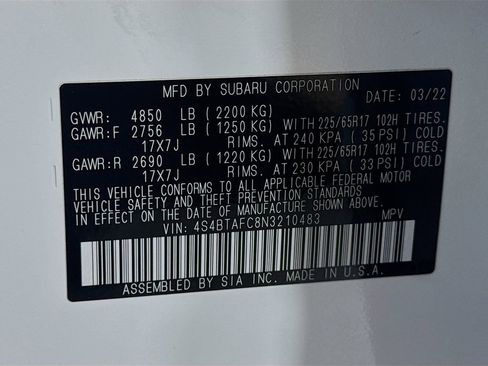 MFD BY SUBARU CORPORATION
DATE: 03/22
GVWR: 4850 LB (2200 KG)
GAWR:F 2756 LB (1250 KG) WITH 225/65R17 102H TIRES.
17X7J RIMS. AT 240 KPA (35 PSI) COLD
GAWR:R 2690 LB (1220 KG) WITH 225/65R17 102H TIRES.
17X7J RIMS. AT 230 KPA (33 PSI) COLD
THIS VEHICLE CONFORMS TO ALL APPLICABLE FEDERAL MOTOR
VEHICLE SAFETY AND THEFT PREVENTION STANDARDS
IN EFFECT ON THE DATE OF MANUFACTURE SHOWN ABOVE.
VIN: 4S4BTAFC8N3210483 MPV
ASSEMBLED BY SIA INC. MADE IN U.S.A.